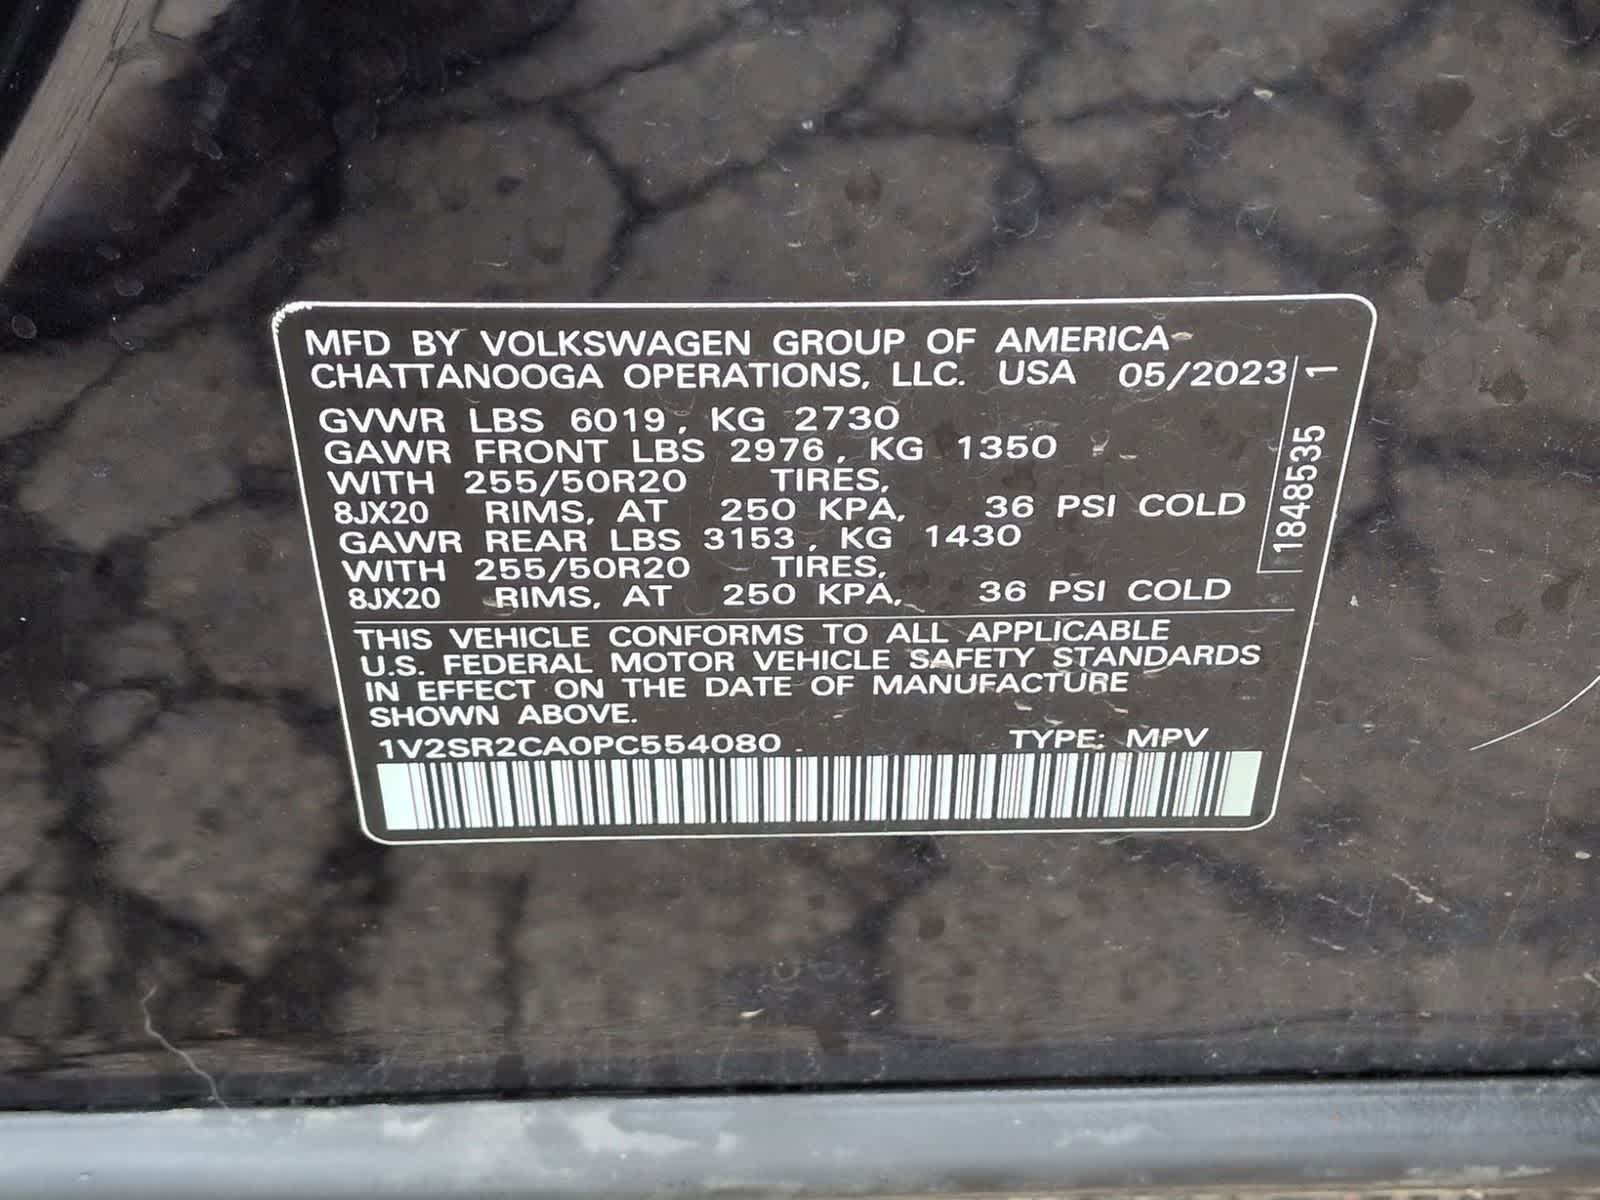 MFD BY VOLKSWAGEN GROUP OF AMERICA
CHATTANOOGA OPERATIONS, LLC. USA 05/2023
GVWR LBS 6019, KG 2730
GAWR FRONT LBS 2976, KG 1350
WITH 255/50R20 TIRES,
8JX20 RIMS, AT 250 KPA, 36 PSI COLD
GAWR REAR LBS 3153, KG 1430
WITH 255/50R20 TIRES,
8JX20 RIMS, AT 250 KPA, 36 PSI COLD
THIS VEHICLE CONFORMS TO ALL APPLICABLE
U.S. FEDERAL MOTOR VEHICLE SAFETY STANDARDS
IN EFFECT ON THE DATE OF MANUFACTURE
SHOWN ABOVE.
1V2SR2CA0PC554080 TYPE: MPV
1848535 1